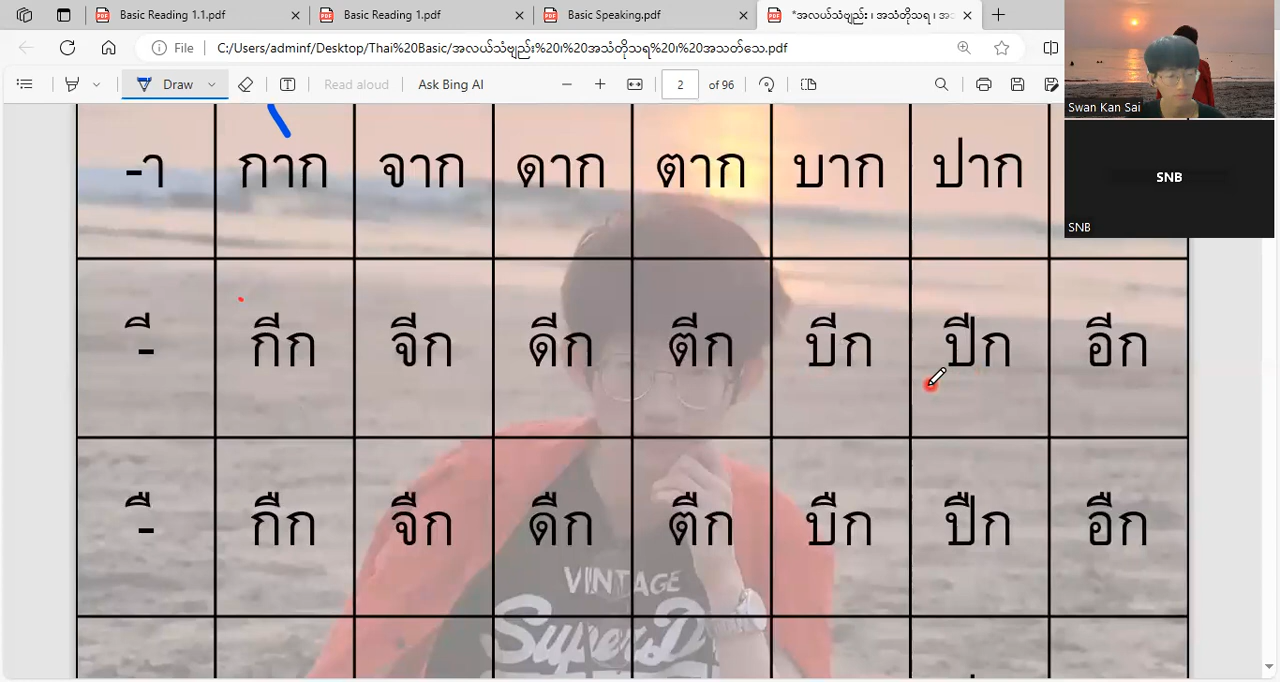 Basic Reading 1.1.pdf
Basic Reading 1.pdf
Basic Speaking.pdf
*အလယ်သံဗျည်း ၊ အသံတိုသရ ၊
File
C:/Users/adminf/Desktop/Thai%20Basic/အလယ်သံဗျည်း%20၊%20အသံတိုသရ%20၊%20အသတ်သေ.pdf
Draw
Read aloud
Ask Bing AI
2 of 96
Swan Kan Sai
SNB
SNB
-า กาก จาก ดาก ตาก บาก ปาก
-ี กีก จีก ดีก ตีก บีก ปีก อีก
-ื กืก จืก ดืก ตืก บืก ปืก อืก
VINTAGE
SuperD